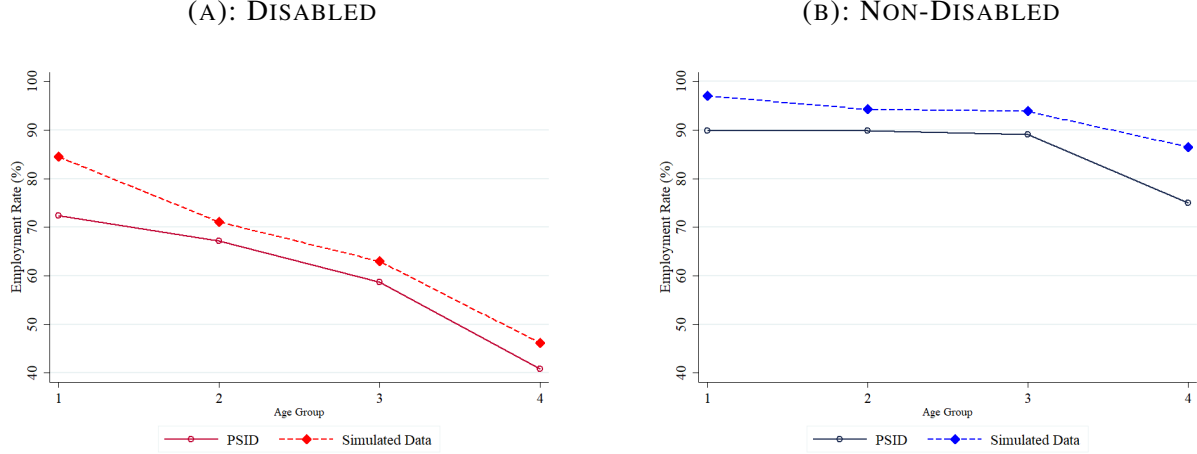 (A): DISABLED
100
90
80
70
60
50
40
Employment Rate (%)
1 2 3 4
Age Group
PSID Simulated Data
(B): NON-DISABLED
100
90
80
70
60
50
40
Employment Rate (%)
1 2 3 4
Age Group
PSID Simulated Data